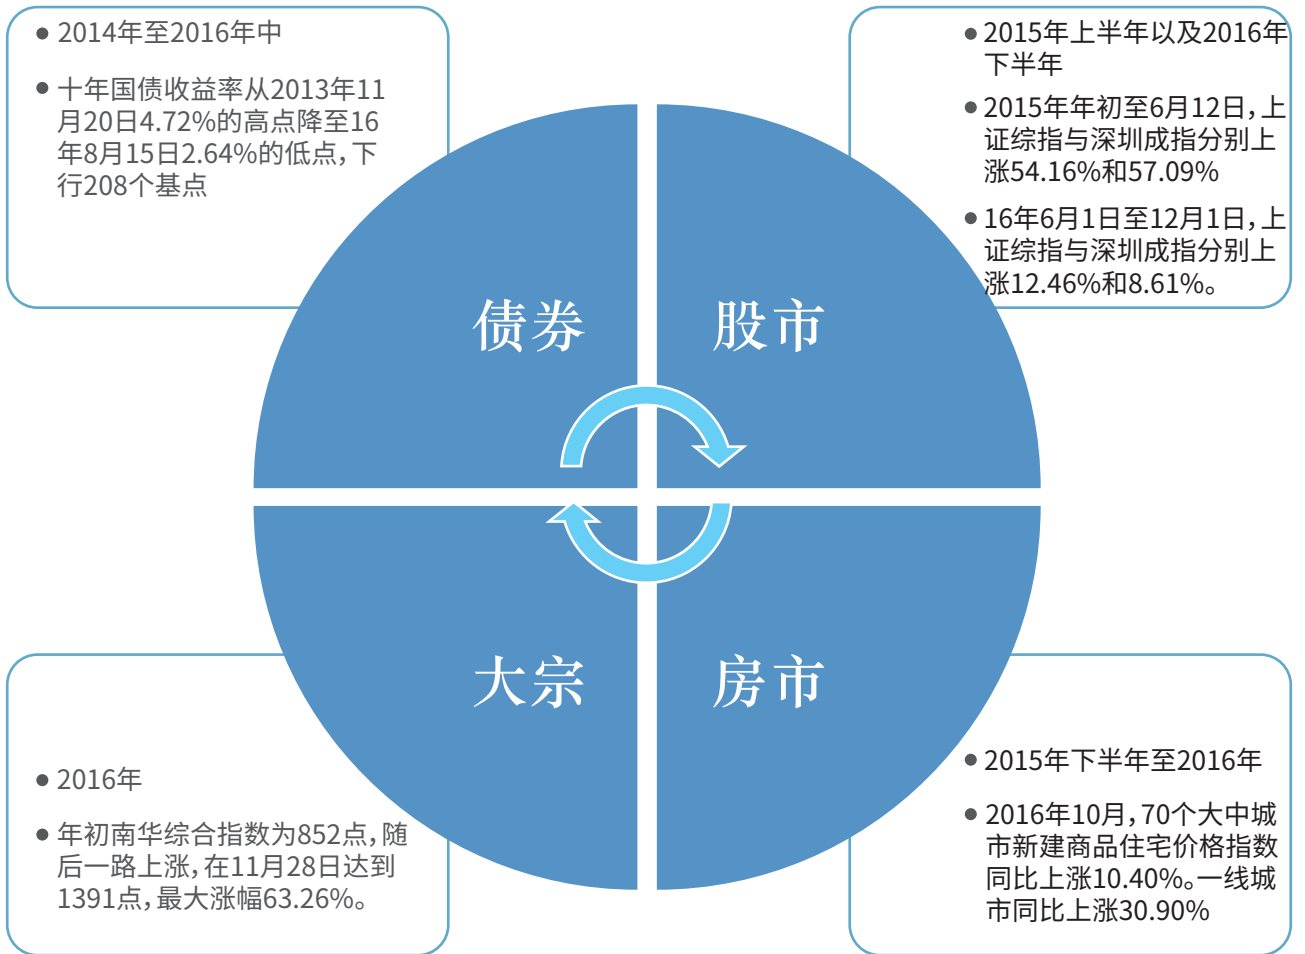 2014年至2016年中
十年国债收益率从2013年11
月20日4.72%的高点降至16
年8月15日2.64%的低点，下
行208个基点
2015年上半年以及2016年
下半年
2015年年初至6月12日，上
证综指与深圳成指分别上
涨54.16%和57.09%
16年6月1日至12月1日，上
证综指与深圳成指分别上
涨12.46%和8.61%。
债券
股市
大宗
房市
2016年
年初南华综合指数为852点，随
后一路上涨，在11月28日达到
1391点，最大涨幅63.26%。
2015年下半年至2016年
2016年10月，70个大中城
市新建商品住宅价格指数
同比上涨10.40%。一线城
市同比上涨30.90%